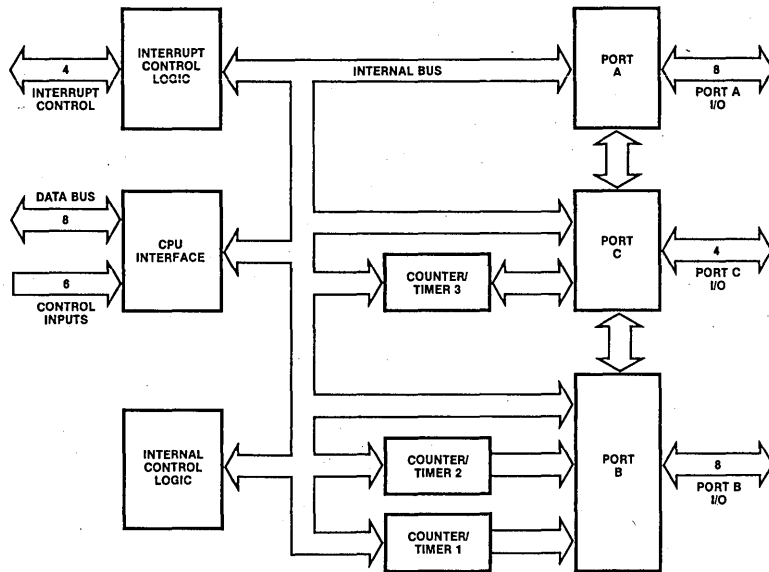 INTERRUPT
CONTROL
LOGIC
4
INTERRUPT
CONTROL
INTERNAL BUS
PORT
A
8
PORT A
I/O
DATA BUS
8
CPU
INTERFACE
6
CONTROL
INPUTS
PORT
C
4
PORT C
I/O
COUNTER/
TIMER 3
INTERNAL
CONTROL
LOGIC
COUNTER/
TIMER 2
PORT
B
8
PORT B
I/O
COUNTER/
TIMER 1